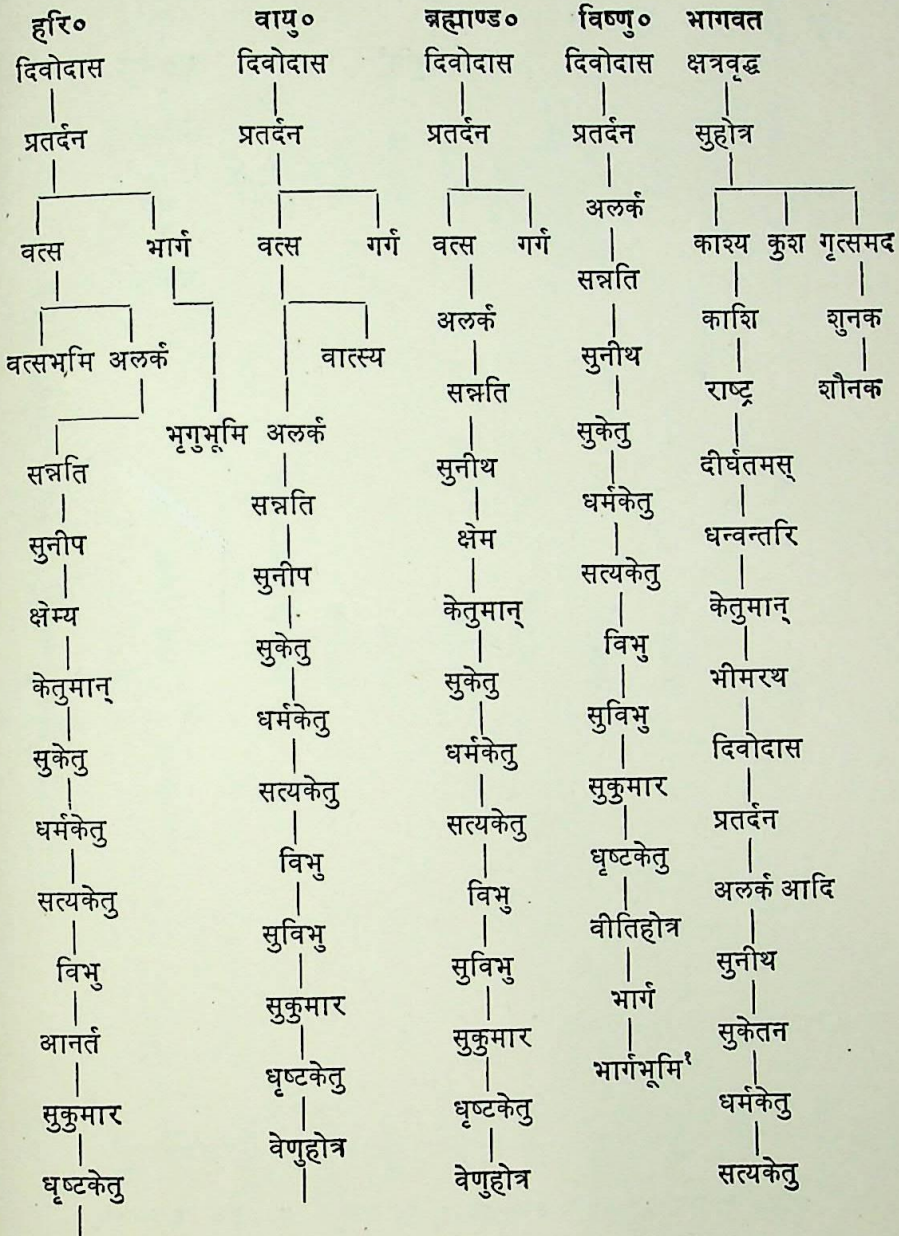 हरि०
दिवोदास
प्रतर्दन
वत्स भार्ग
वत्सभूमि अलर्क
भृगुभूमि
सन्नति
सुनीप
क्षेम्य
केतुमान्
सुकेतु
धर्मकेतु
सत्यकेतु
विभु
आनर्त
सुकुमार
धृष्टकेतु
वायु०
दिवोदास
प्रतर्दन
वत्स गर्ग
वात्स्य
अलर्क
सन्नति
सुनीप
सुकेतु
धर्मकेतु
सत्यकेतु
विभु
सुविभु
सुकुमार
धृष्टकेतु
वेणुहोत्र
ब्रह्माण्ड०
दिवोदास
प्रतर्दन
वत्स गर्ग
अलर्क
सन्नति
सुनीथ
क्षेम
केतुमान्
सुकेतु
धर्मकेतु
सत्यकेतु
विभु
सुविभु
सुकुमार
धृष्टकेतु
वेणुहोत्र
विष्णु०
दिवोदास
प्रतर्दन
अलर्क
सन्नति
सुनीथ
सुकेतु
धर्मकेतु
सत्यकेतु
विभु
सुविभु
सुकुमार
धृष्टकेतु
वीतिहोत्र
भार्ग
भार्गभूमि१
भागवत
क्षत्रवृद्ध
सुहोत्र
काश्य कुश गृत्समद
काशि शुनक
राष्ट्र शौनक
दीर्घतमस्
धन्वन्तरि
केतुमान्
भीमरथ
दिवोदास
प्रतर्दन
अलर्क आदि
सुनीथ
सुकेतन
धर्मकेतु
सत्यकेतु